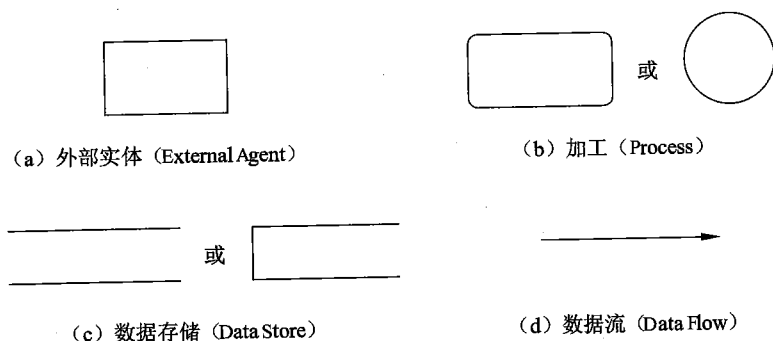 或
(a) 外部实体 (External Agent)
(b) 加工 (Process)
或
(c) 数据存储 (Data Store)
(d) 数据流 (Data Flow)